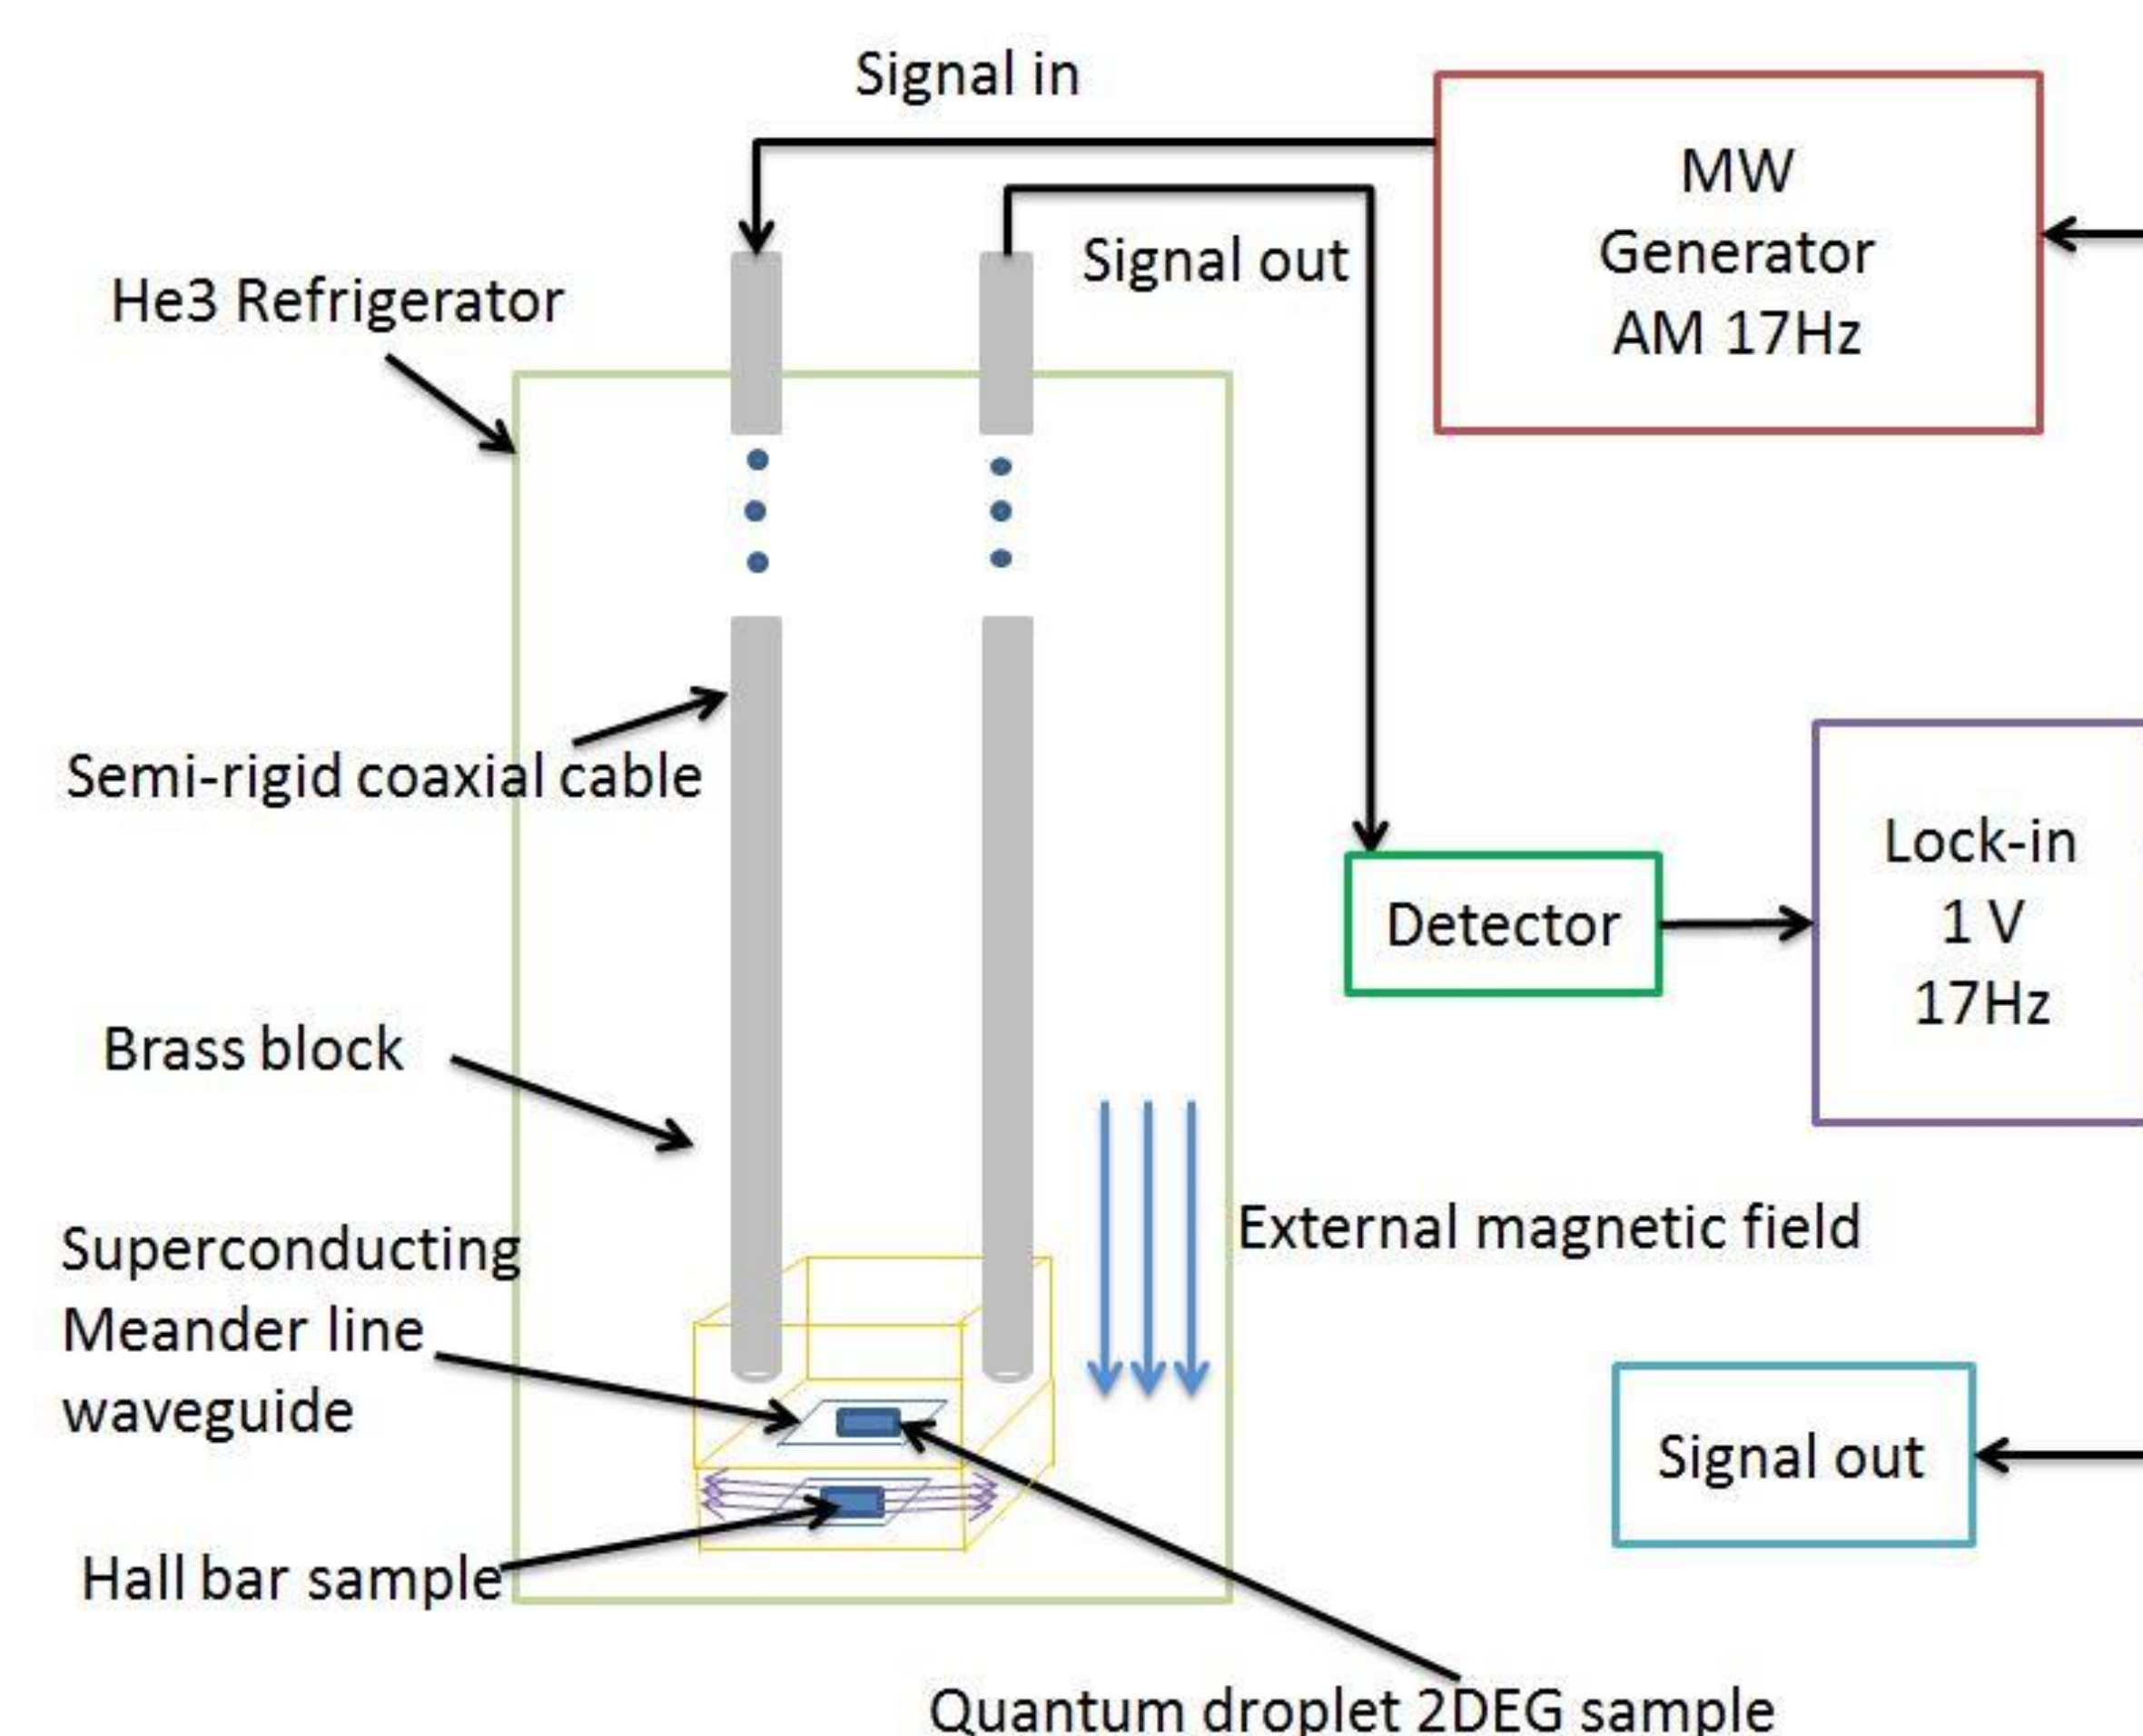 Signal in
MW
Generator
AM 17Hz
Signal out
He3 Refrigerator
Semi-rigid coaxial cable
Lock-in
1 V
17Hz
Detector
Brass block
External magnetic field
Superconducting
Meander line
waveguide
Signal out
Hall bar sample
Quantum droplet 2DEG sample